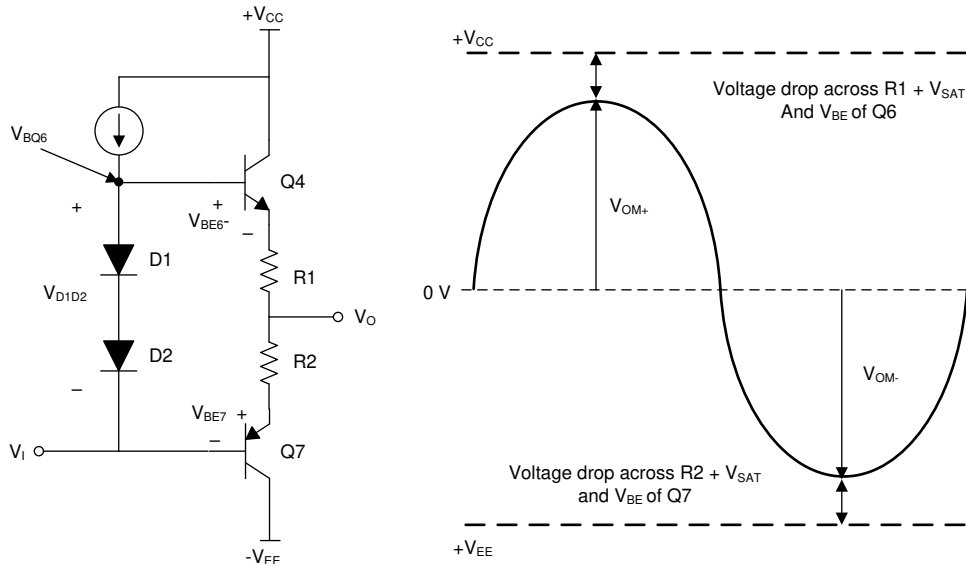 +VCC
VBQ6
+
Q4
+
VBE6-
–
D1
R1
VD1D2
VO
D2
R2
–
VBE7 +
–
VI
Q7
-VEE
+VCC
Voltage drop across R1 + VSAT
And VBE of Q6
VOM+
0 V
VOM-
Voltage drop across R2 + VSAT
and VBE of Q7
+VEE